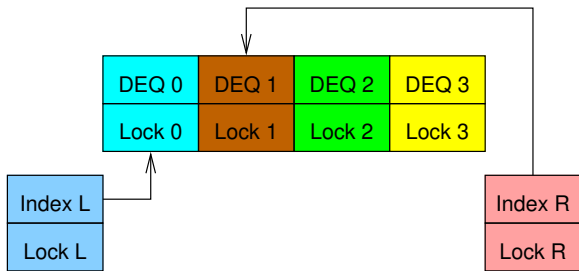 DEQ 0 DEQ 1 DEQ 2 DEQ 3
Lock 0 Lock 1 Lock 2 Lock 3
Index L Index R
Lock L Lock R